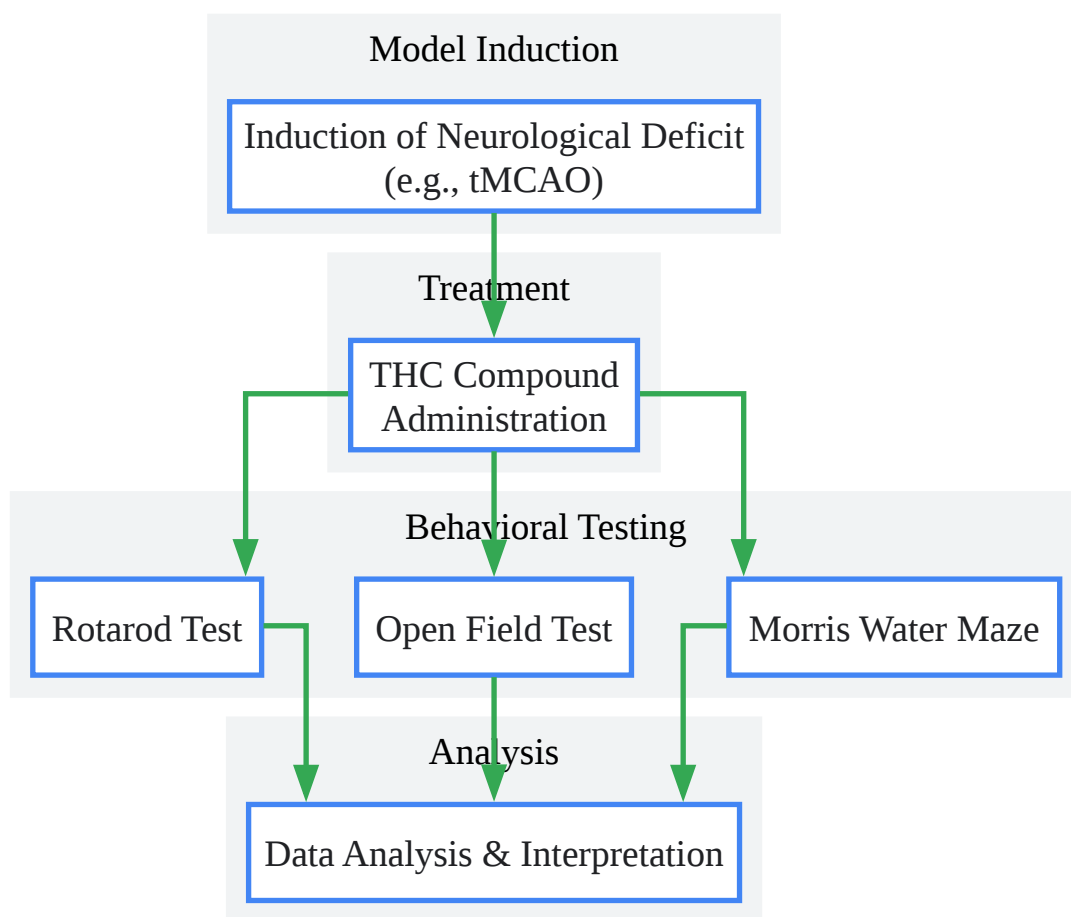 Model Induction
Induction of Neurological Deficit
(e.g., tMCAO)
Treatment
THC Compound
Administration
Behavioral Testing
Rotarod Test
Open Field Test
Morris Water Maze
Analysis
Data Analysis & Interpretation